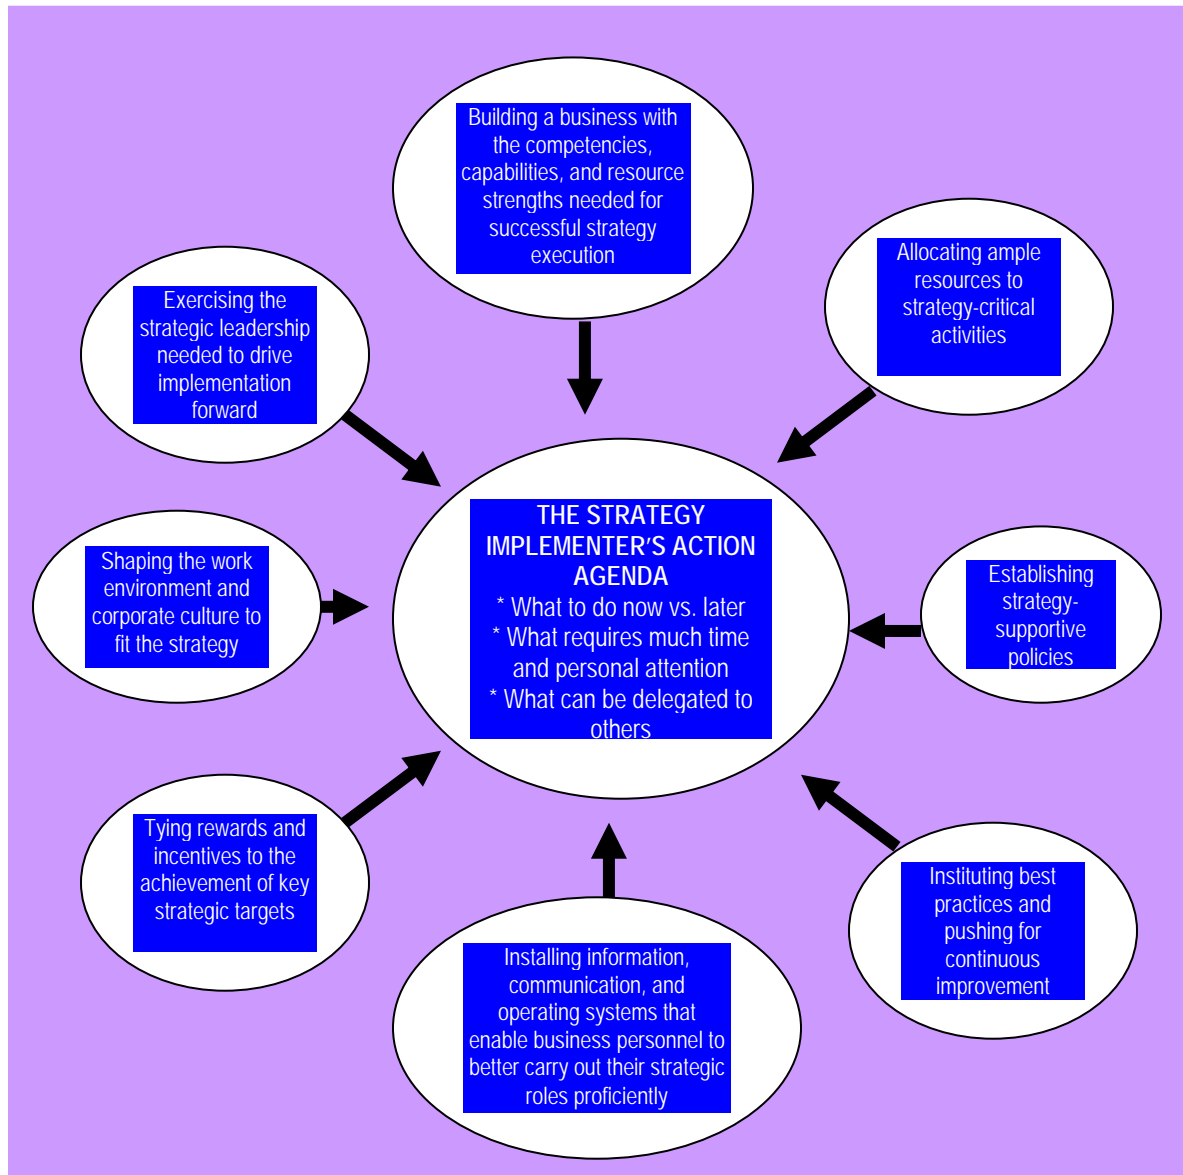 Building a business with
the competencies,
capabilities, and resource
strengths needed for
successful strategy
execution
Allocating ample
resources to
strategy-critical
activities
Exercising the
strategic leadership
needed to drive
implementation
forward
THE STRATEGY
IMPLEMENTER'S ACTION
AGENDA
* What to do now vs. later
* What requires much time
and personal attention
* What can be delegated to
others
Shaping the work
environment and
corporate culture to
fit the strategy
Establishing
strategy-
supportive
policies
Tying rewards and
incentives to the
achievement of key
strategic targets
Instituting best
practices and
pushing for
continuous
improvement
Installing information,
communication, and
operating systems that
enable business personnel to
better carry out their strategic
roles proficiently